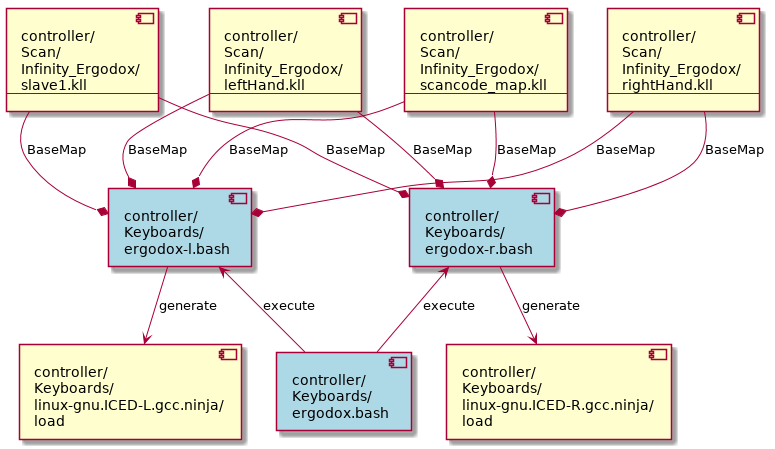 controller/
Scan/
Infinity_Ergodox/
slave1.kll
controller/
Scan/
Infinity_Ergodox/
leftHand.kll
controller/
Scan/
Infinity_Ergodox/
scancode_map.kll
controller/
Scan/
Infinity_Ergodox/
rightHand.kll
BaseMap
BaseMap
BaseMap
BaseMap
BaseMap
BaseMap
BaseMap
BaseMap
controller/
Keyboards/
ergodox-l.bash
controller/
Keyboards/
ergodox-r.bash
generate
execute
execute
generate
controller/
Keyboards/
linux-gnu.ICED-L.gcc.ninja/
load
controller/
Keyboards/
ergodox.bash
controller/
Keyboards/
linux-gnu.ICED-R.gcc.ninja/
load